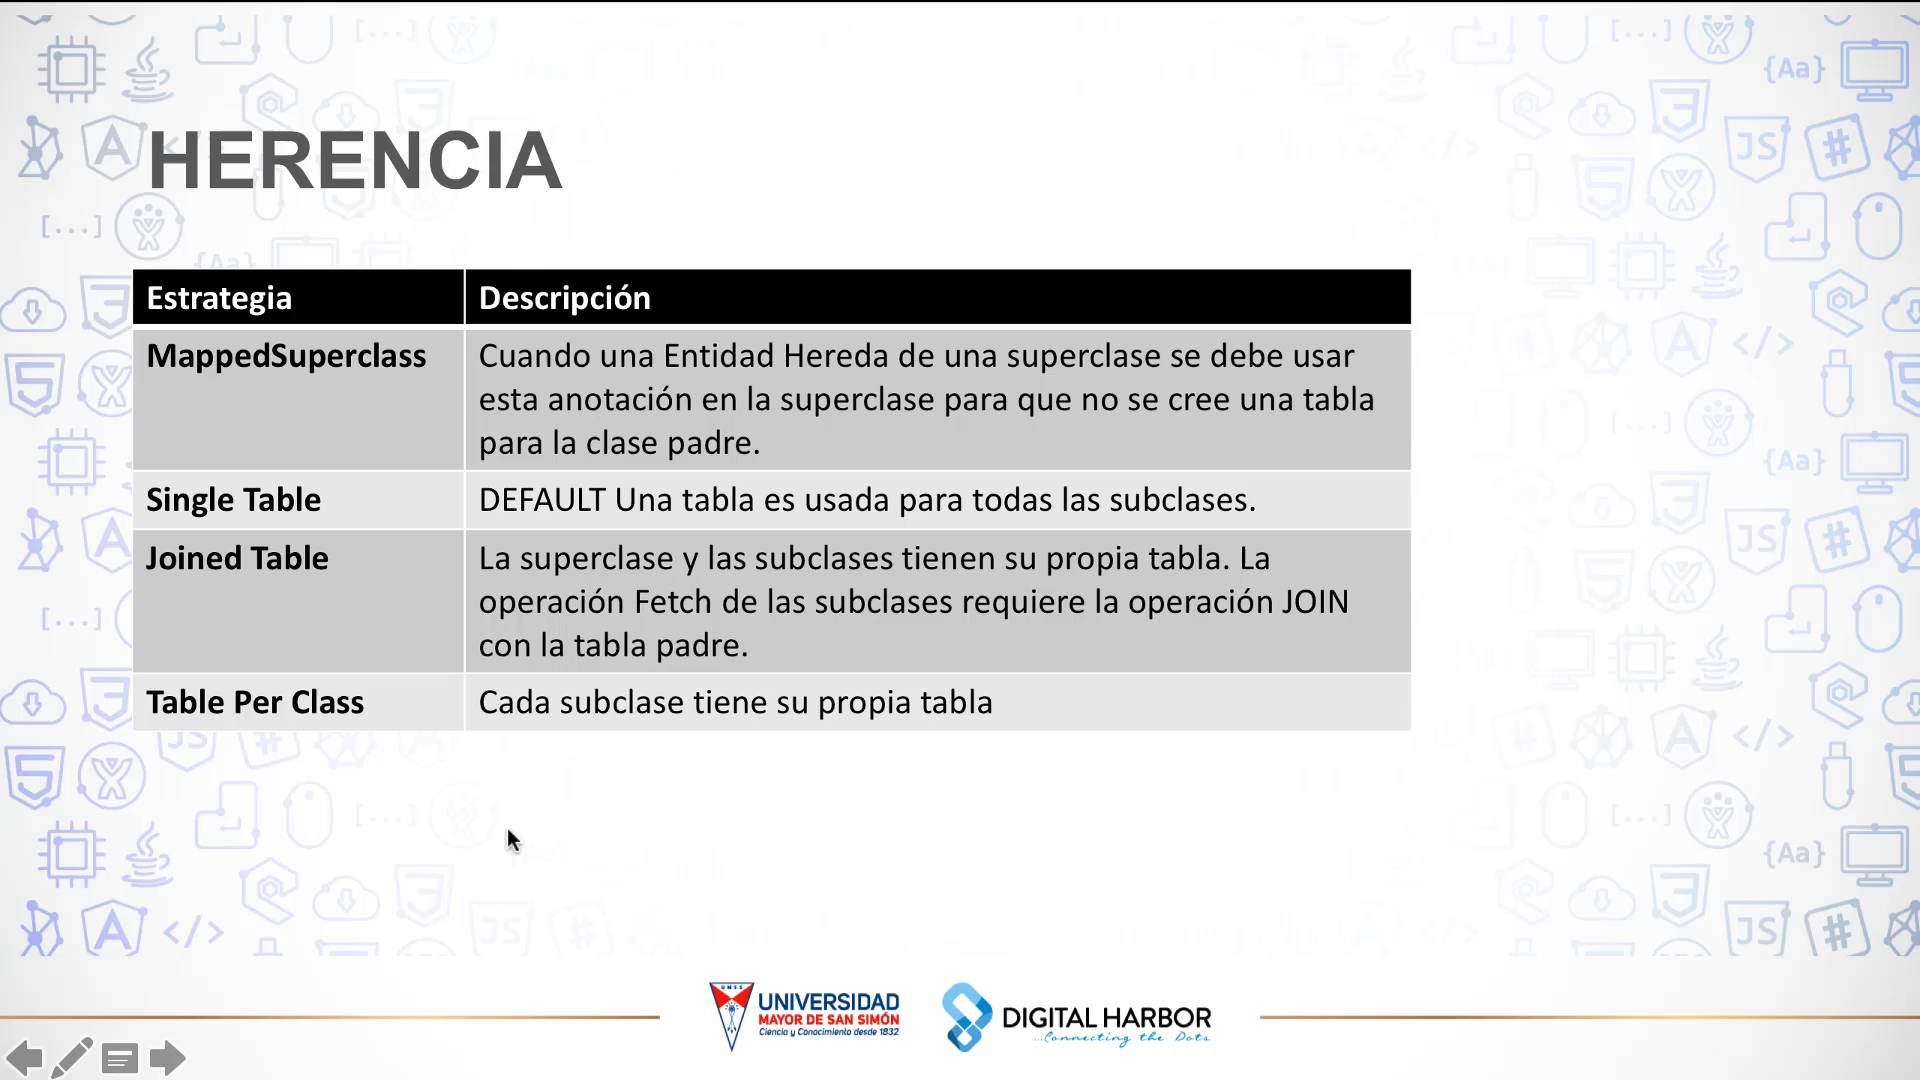 HERENCIA
Estrategia
Descripción
MappedSuperclass
Cuando una Entidad Hereda de una superclase se debe usar
esta anotación en la superclase para que no se cree una tabla
para la clase padre.
Single Table
DEFAULT Una tabla es usada para todas las subclases.
Joined Table
La superclase y las subclases tienen su propia tabla. La
operación Fetch de las subclases requiere la operación JOIN
con la tabla padre.
Table Per Class
Cada subclase tiene su propia tabla
UMSS
UNIVERSIDAD
MAYOR DE SAN SIMÓN
Ciencia y Conocimiento desde 1832
DIGITAL HARBOR
...Connecting the Dots